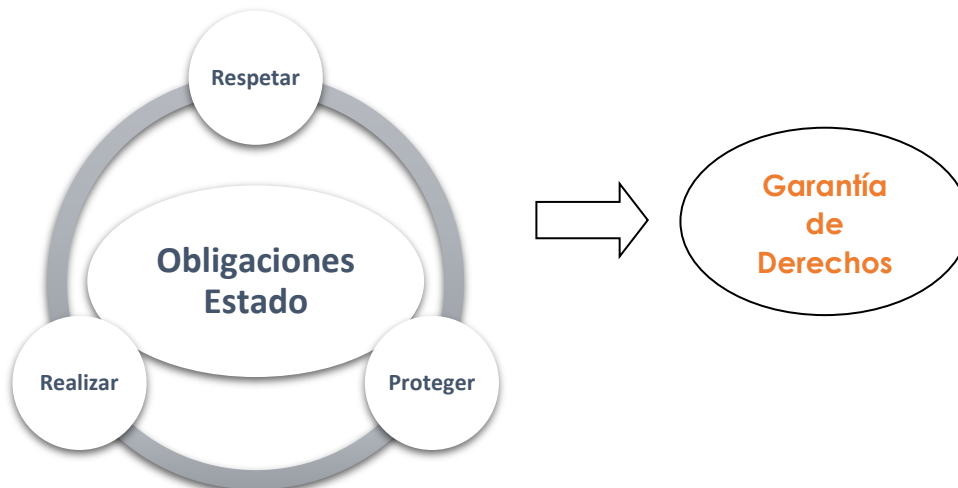 Respetar
Obligaciones
Estado
Realizar
Proteger
Garantía
de
Derechos